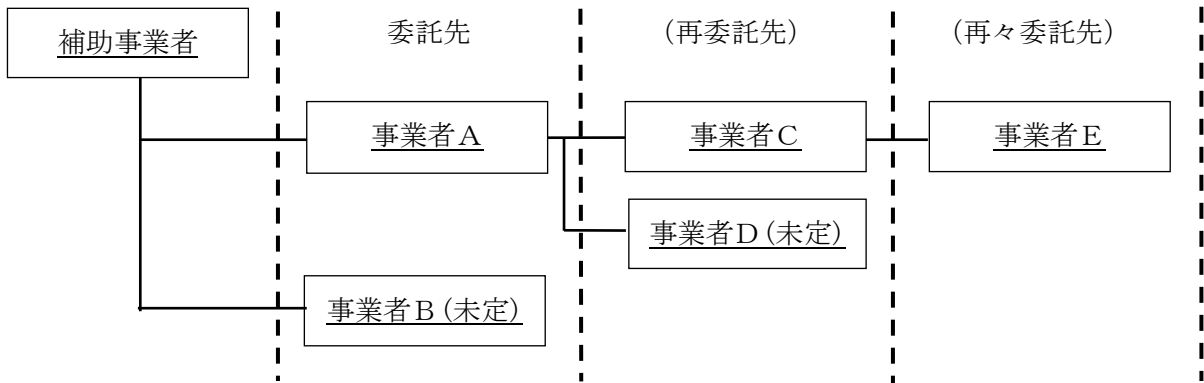 補助事業者
委託先
（再委託先）
（再々委託先）
事業者Ａ
事業者Ｃ
事業者Ｅ
事業者Ｄ（未定）
事業者Ｂ（未定）